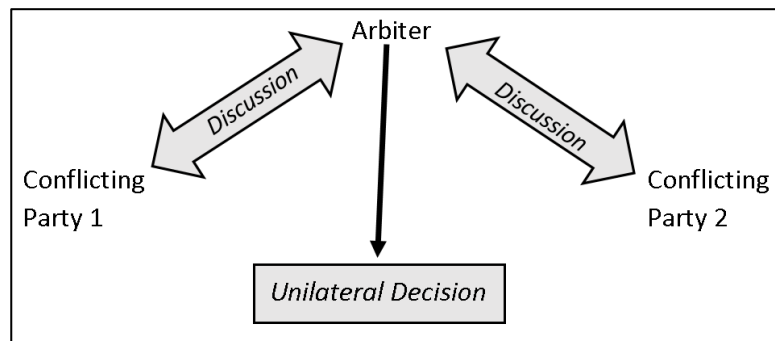 Arbiter
Discussion
Discussion
Conflicting
Party 1
Conflicting
Party 2
Unilateral Decision